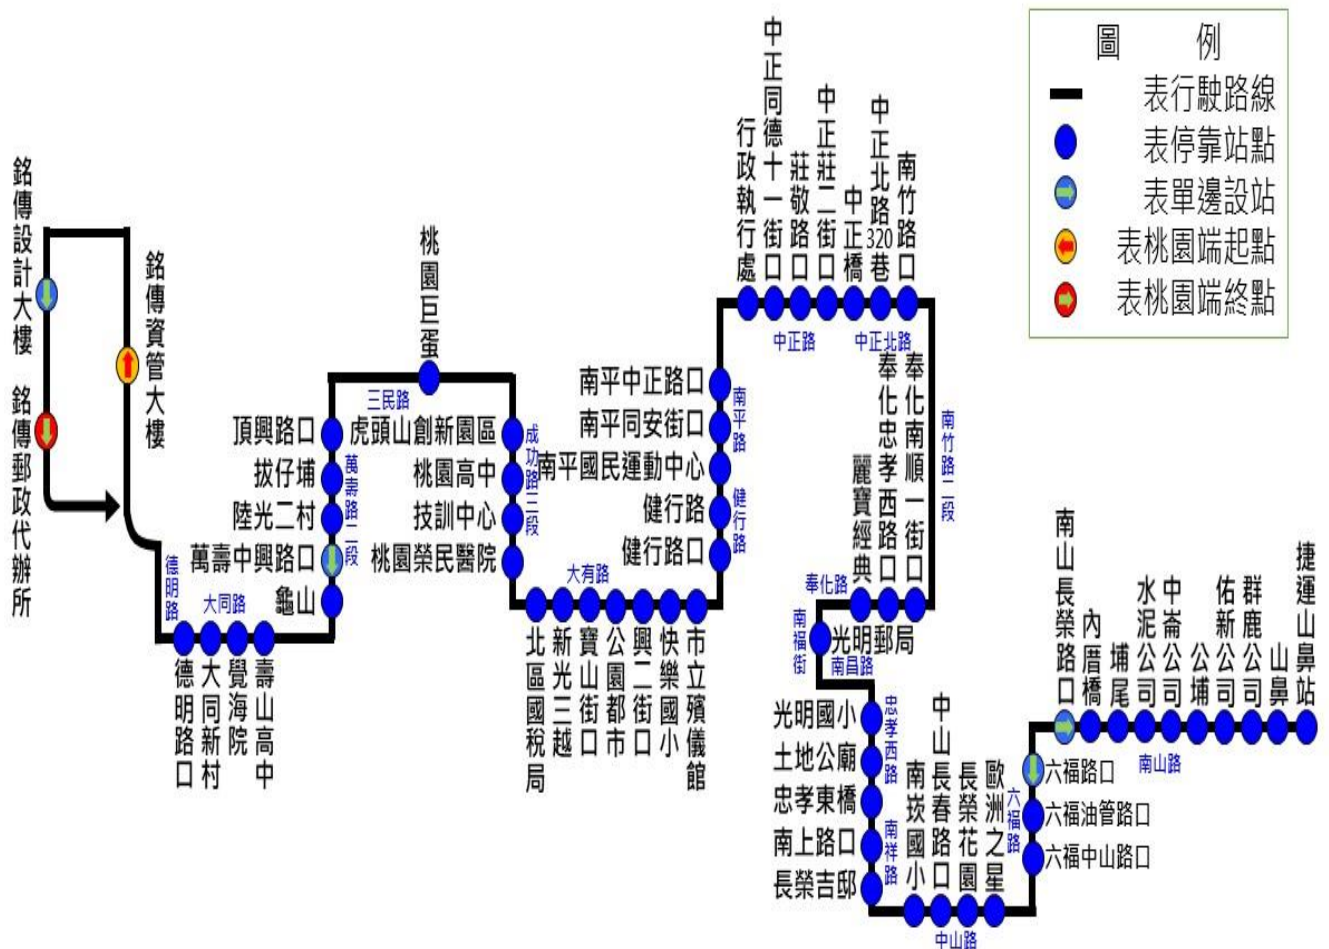 圖例
表行駛路線
表停靠站點
表單邊設站
表桃園端起點
表桃園端終點
銘傳設計大樓
銘傳郵政代辦所
銘傳資管大樓
德明路
德明路口
大同新村
覺海院
壽山高中
大同路
頂興路口
拔仔埔
陸光二村
萬壽中興路口
龜山
萬壽路二段
三民路
桃園巨蛋
虎頭山創新園區
桃園高中
技訓中心
桃園榮民醫院
成功路三段
大有路
北區國稅局
新光三越
寶山街口
公園都市
興二街口
快樂國小
市立殯儀館
南平中正路口
南平同安街口
南平國民運動中心
健行路
健行路口
南平路
健行路
行政執行處
中正同德十一街口
莊敬路口
中正莊二街口
中正橋
中正北路320巷
南竹路口
中正路
中正北路
南竹路二段
麗寶經典
奉化忠孝西路口
奉化南順一街口
奉化路
南福街
光明郵局
南昌路
光明國小
土地公廟
忠孝東橋
南上路口
長榮吉邸
忠孝西路
南祥路
南崁國小
中山長春路口
長榮花園
歐洲之星
中山路
六福路
六福路口
六福油管路口
六福中山路口
南山長榮路口
內厝橋
埔尾
水泥公司
中崙公司
公埔
佑新公司
群鹿公司
山鼻
捷運山鼻站
南山路